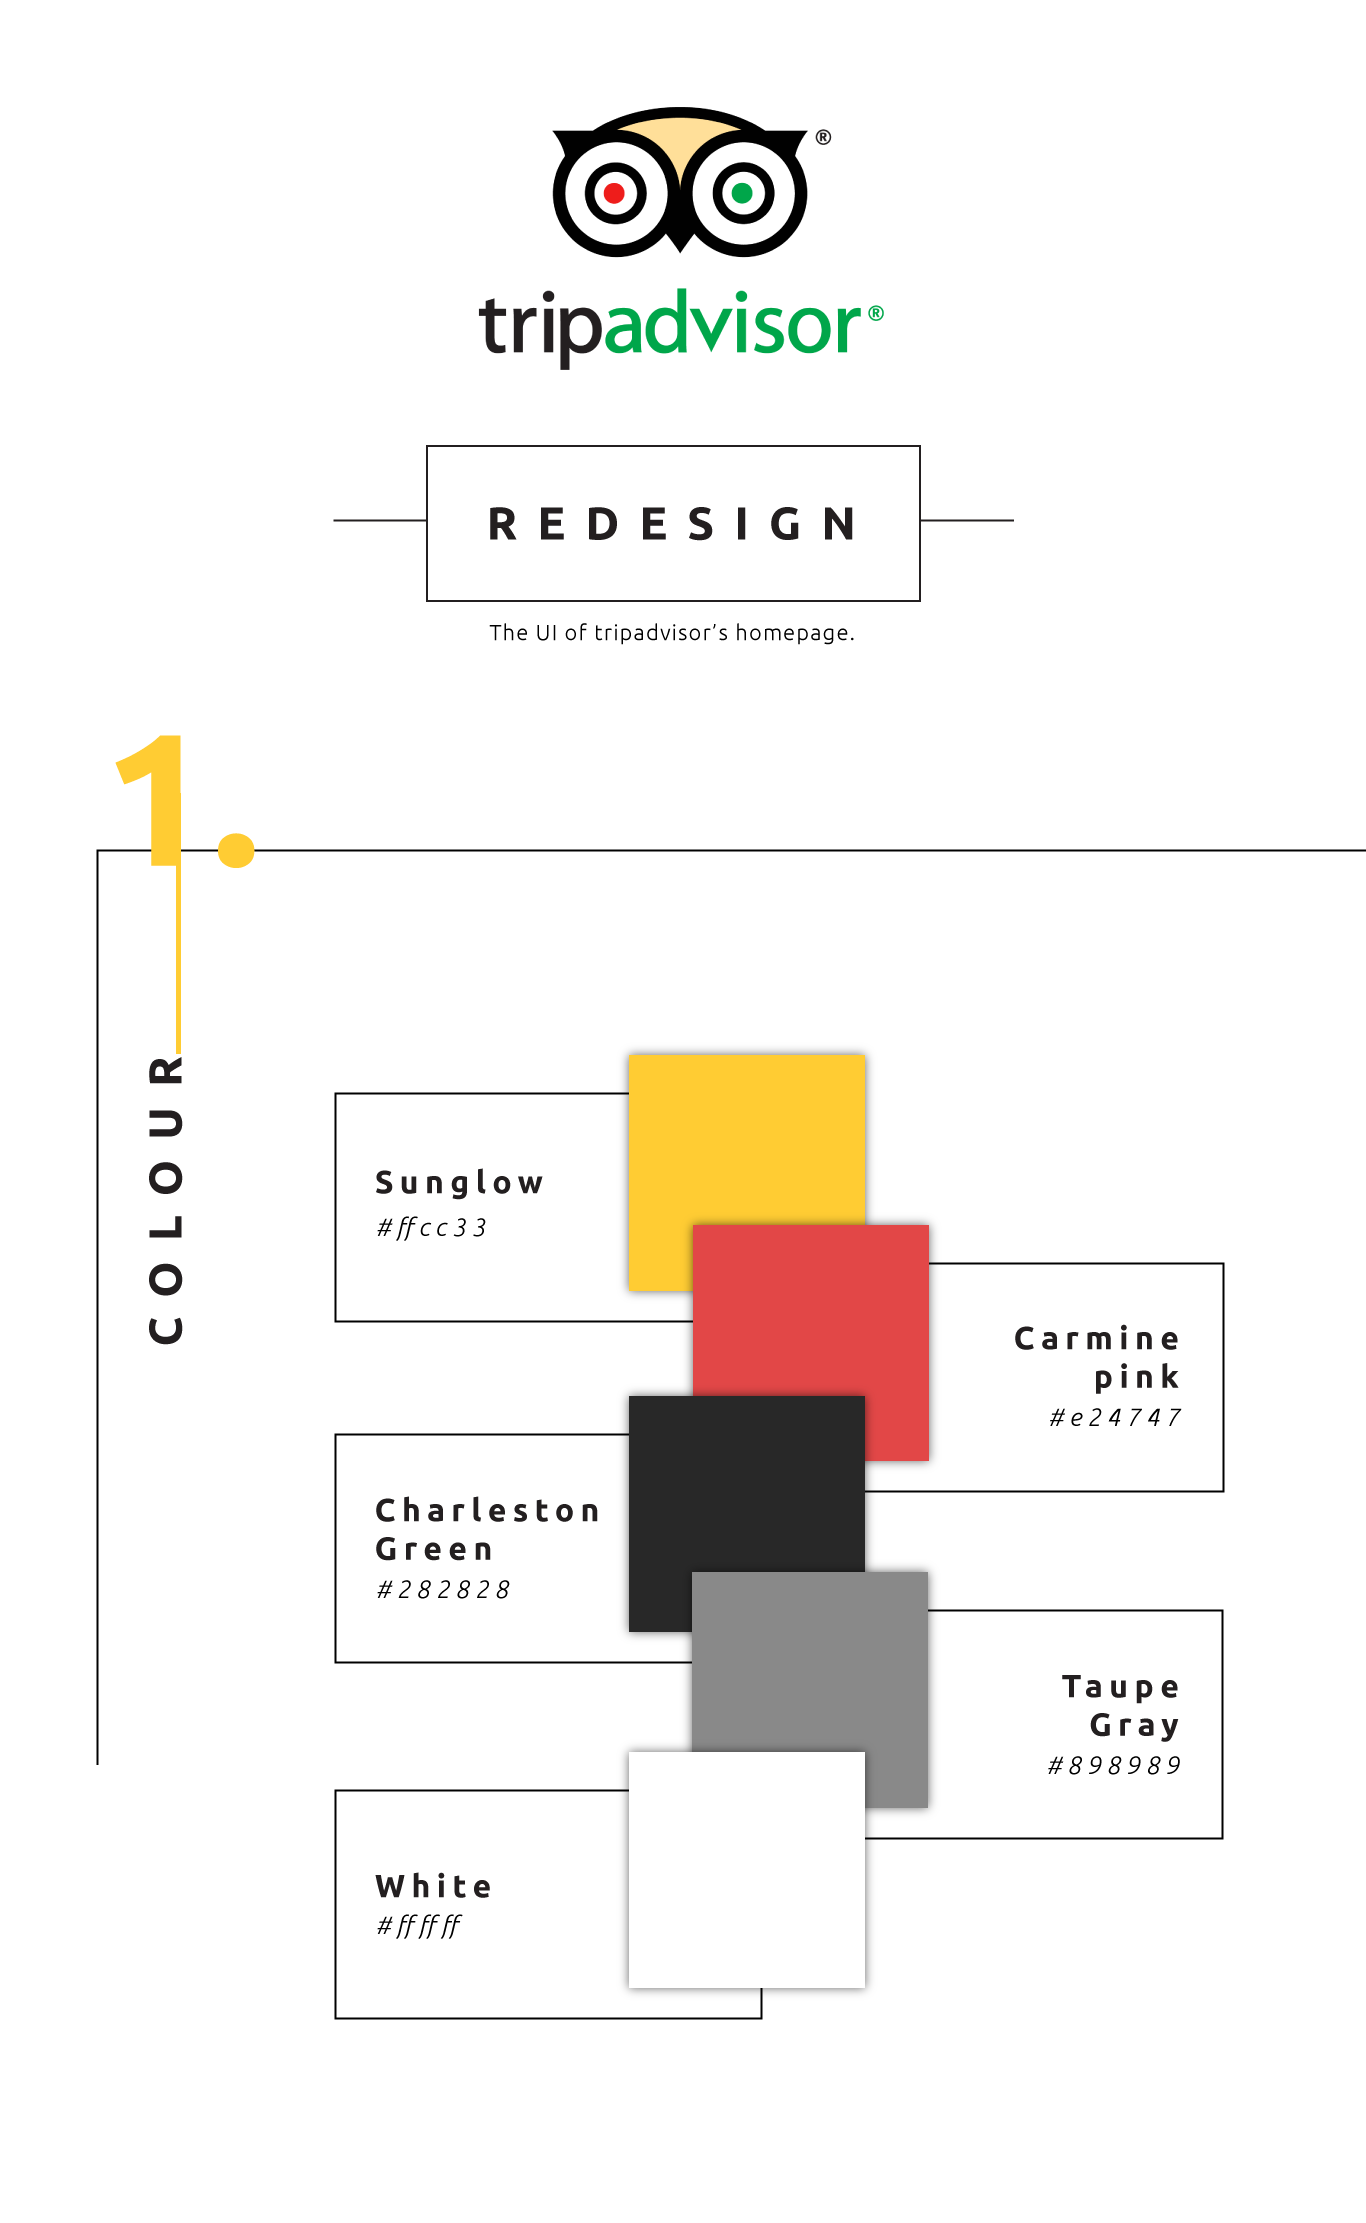 ®
tripadvisor®
REDESIGN
The UI of tripadvisor’s homepage.
1.
COLOUR
Sunglow
#ffcc33
Carmine
pink
#e24747
Charleston
Green
#282828
Taupe
Gray
#898989
White
#ffffff